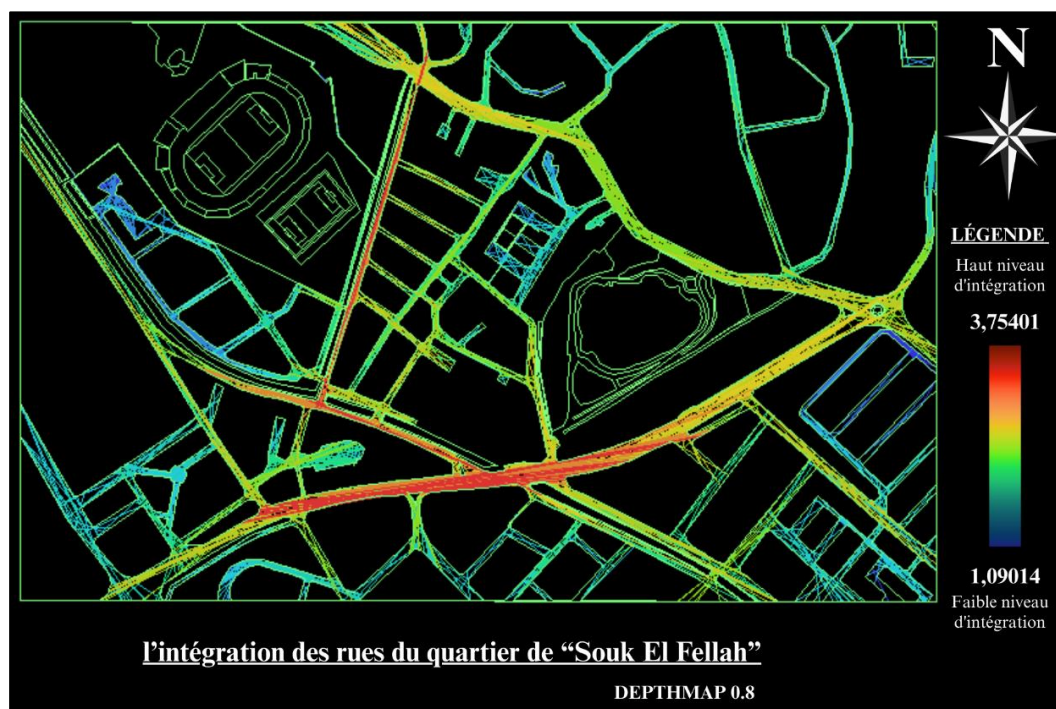 N
LÉGENDE
Haut niveau
d'intégration
3,75401
1,09014
Faible niveau
d'intégration
l'intégration des rues du quartier de “Souk El Fellah”
DEPTHMAP 0.8